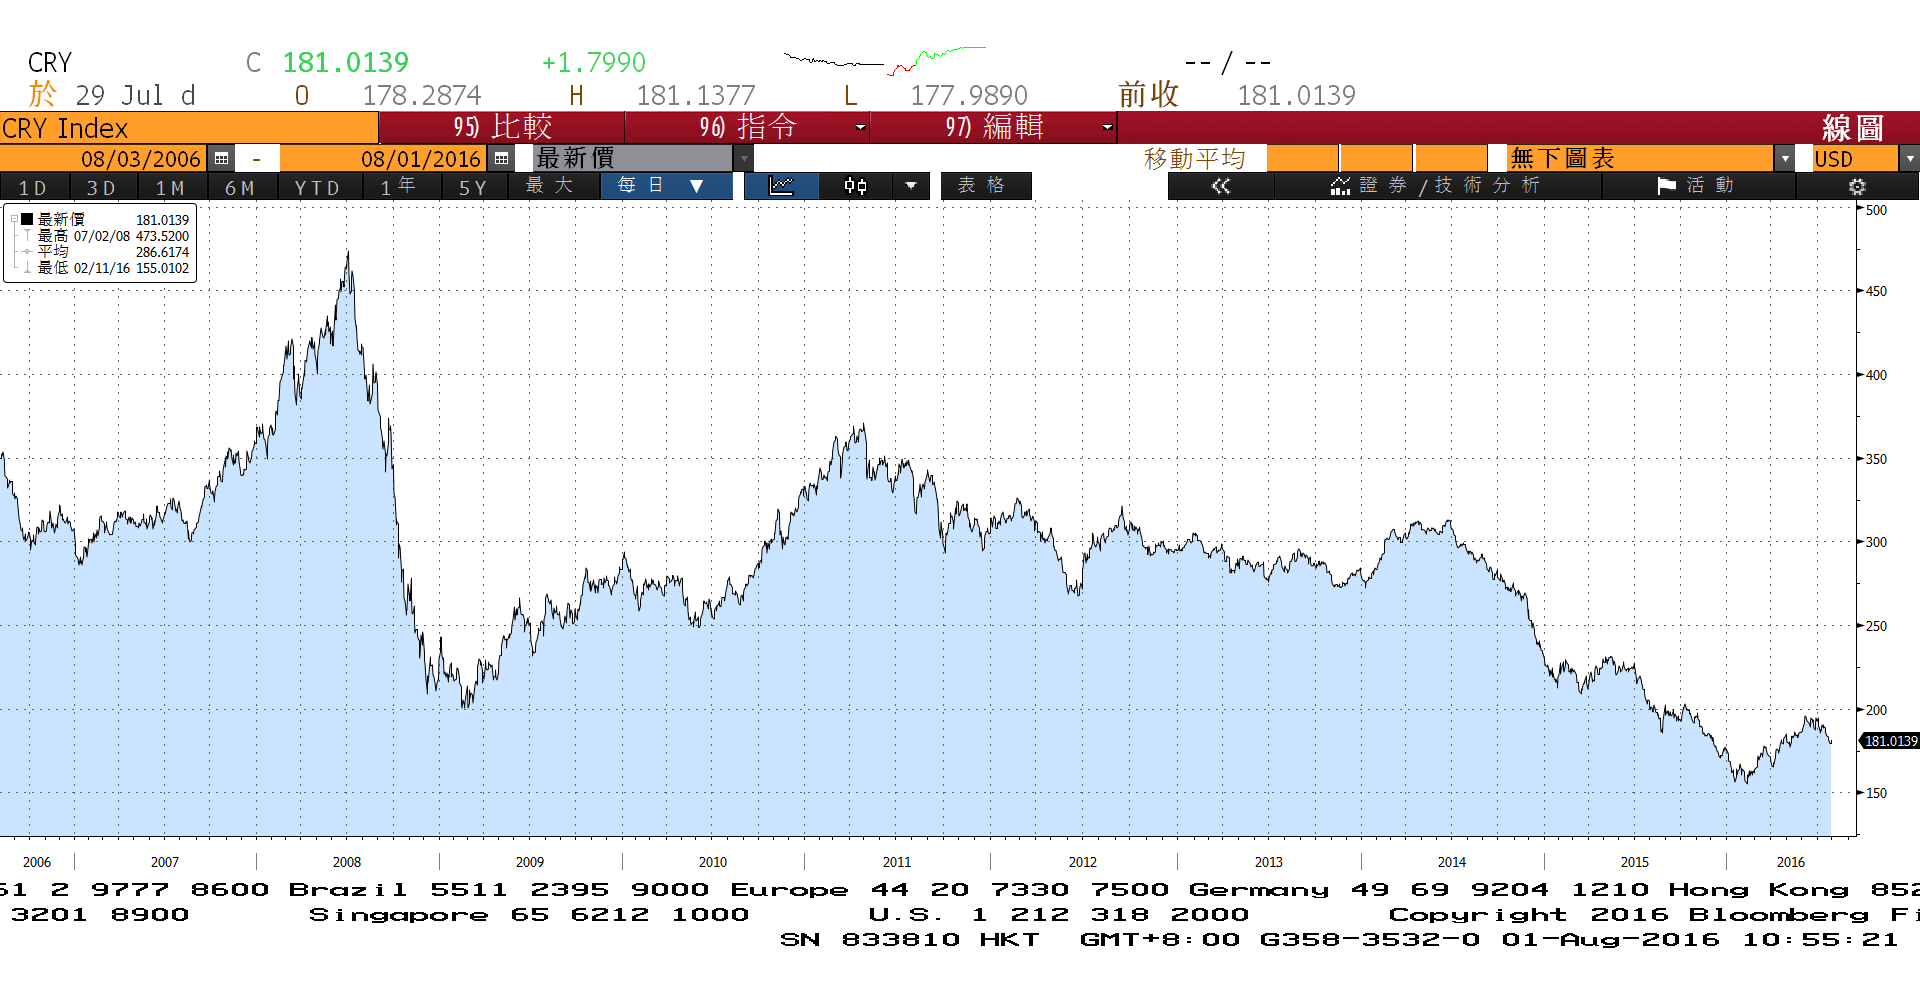 CRY C 181.0139 +1.7990 -- / --
於 29 Jul d O 178.2874 H 181.1377 L 177.9890 前收 181.0139
CRY Index 95) 比較 96) 指令 97) 編輯 線圖
08/03/2006 - 08/01/2016 最新價 移動平均 無下圖表 USD
1D 3D 1M 6M YTD 1年 5Y 最大 每日 ▼ 表格 « 證券/技術分析 活動
最新價 181.0139
最高 07/02/08 473.5200
平均 286.6174
最低 02/11/16 155.0102
500
450
400
350
300
250
200
181.0139
150
2006 2007 2008 2009 2010 2011 2012 2013 2014 2015 2016
61 2 9777 8600 Brazil 5511 2395 9000 Europe 44 20 7330 7500 Germany 49 69 9204 1210 Hong Kong 852
3201 8900 Singapore 65 6212 1000 U.S. 1 212 318 2000 Copyright 2016 Bloomberg Fi
SN 833810 HKT GMT+8:00 G358-3532-0 01-Aug-2016 10:55:21